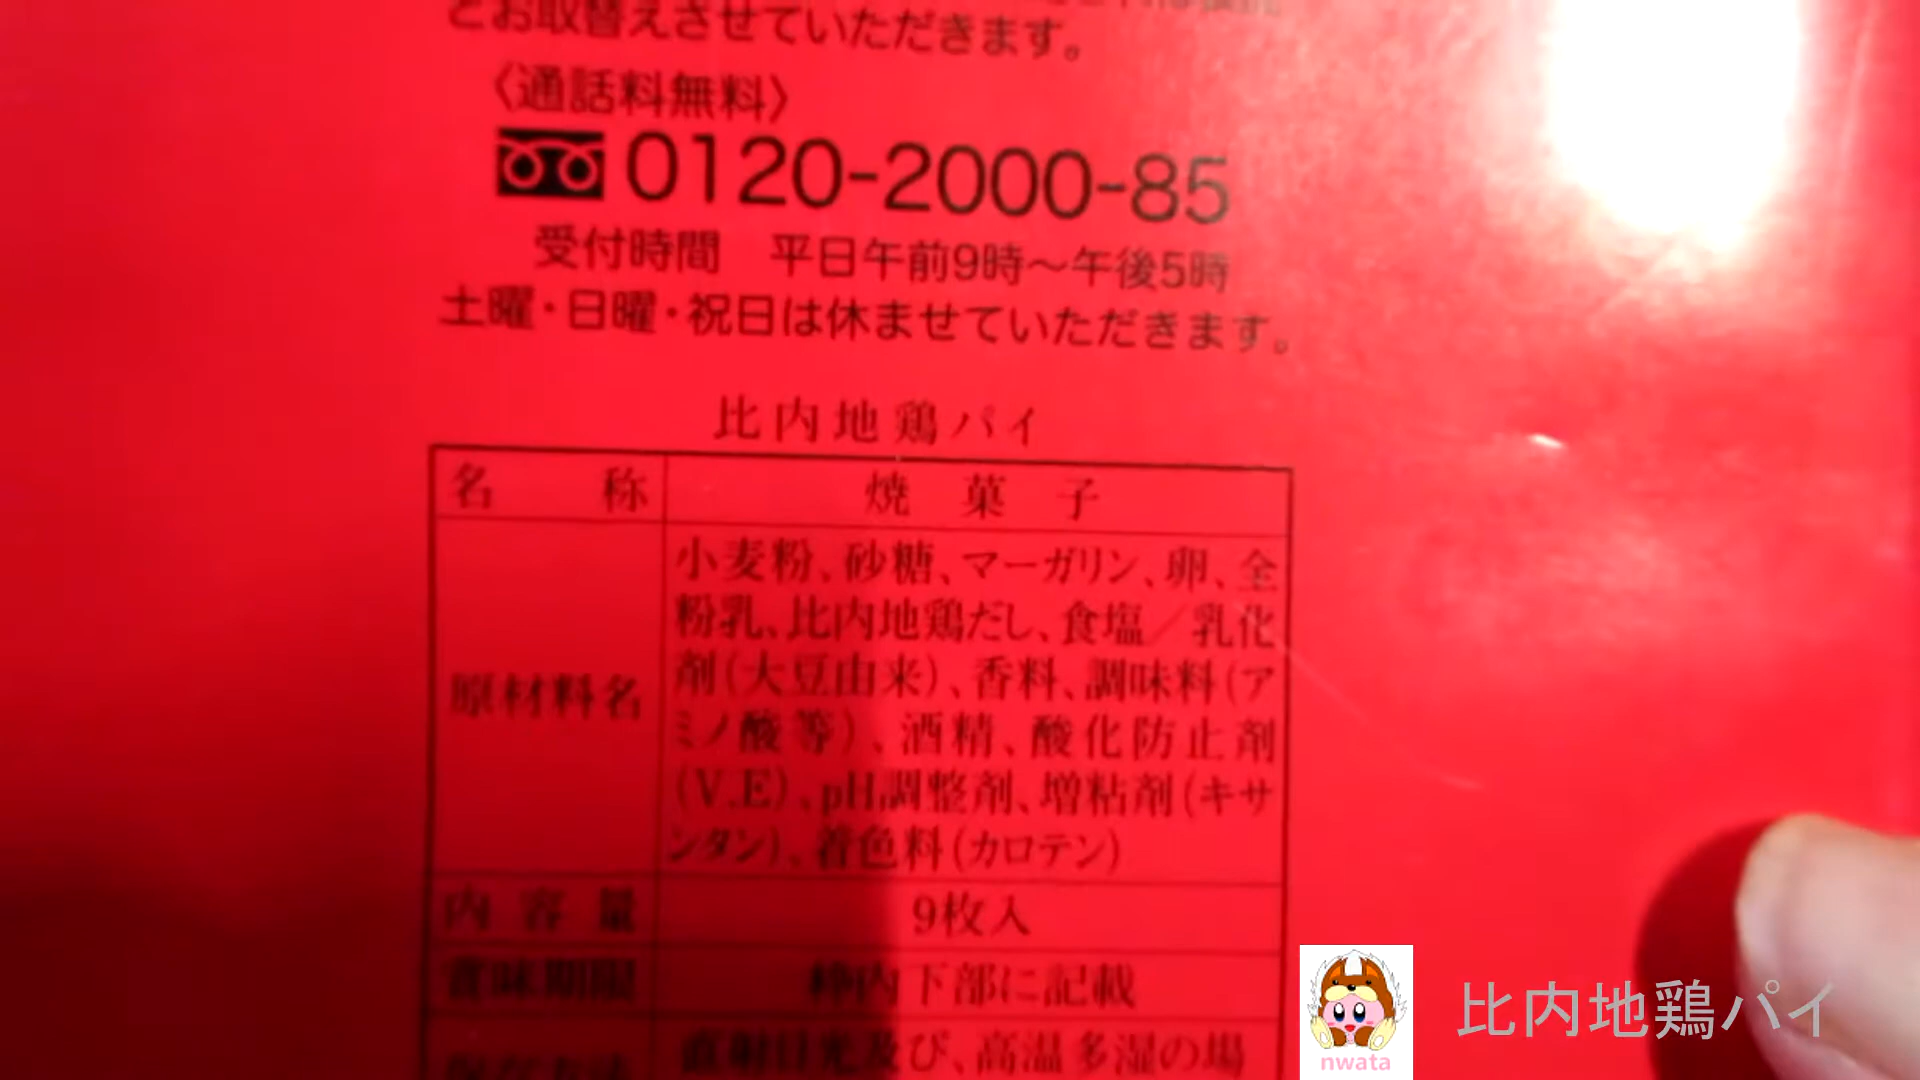 とお取替えさせていただきます。
〈通話料無料〉
0120-2000-85
受付時間 平日午前9時～午後5時
土曜・日曜・祝日は休ませていただきます。
比内地鶏パイ
名称 焼菓子
原材料名
小麦粉、砂糖、マーガリン、卵、全
粉乳、比内地鶏だし、食塩／乳化
剤(大豆由来)、香料、調味料(ア
ミノ酸等)、酒精、酸化防止剤
(V.E)、pH調整剤、増粘剤(キサ
ンタン)、着色料(カロテン)
内容量 9枚入
賞味期限 枠内下部に記載
保存方法 直射日光及び、高温多湿の場
nwata
比内地鶏パイ